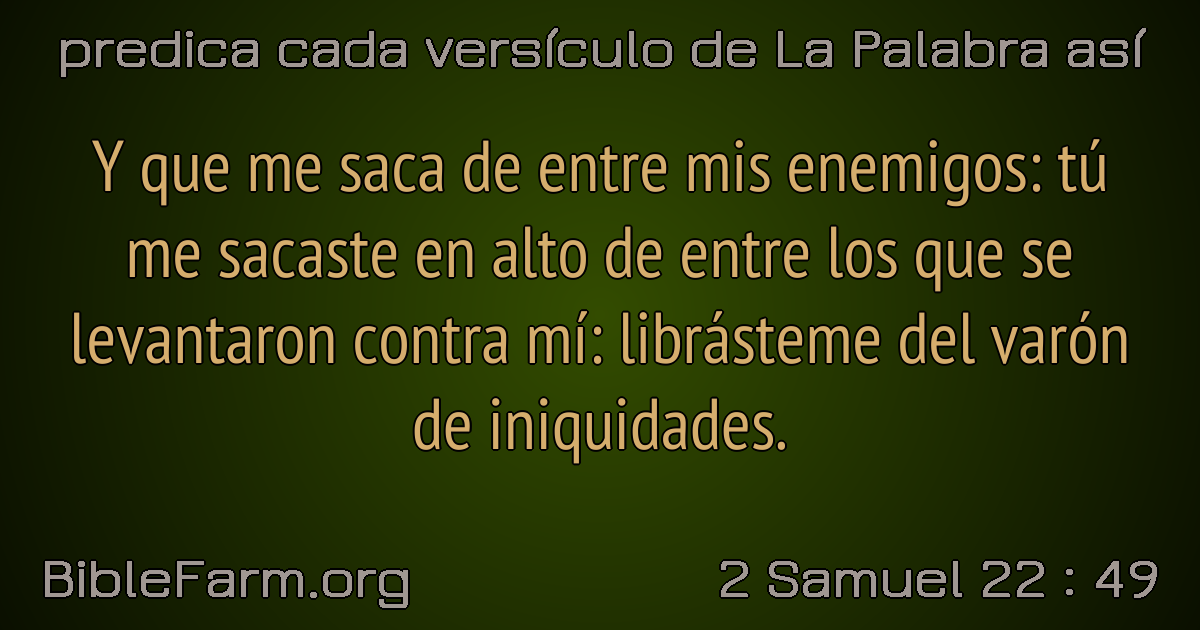 predica cada versículo de La Palabra así
Y que me saca de entre mis enemigos: tú
me sacaste en alto de entre los que se
levantaron contra mí: librásteme del varón
de iniquidades.
BibleFarm.org
2 Samuel 22 : 49